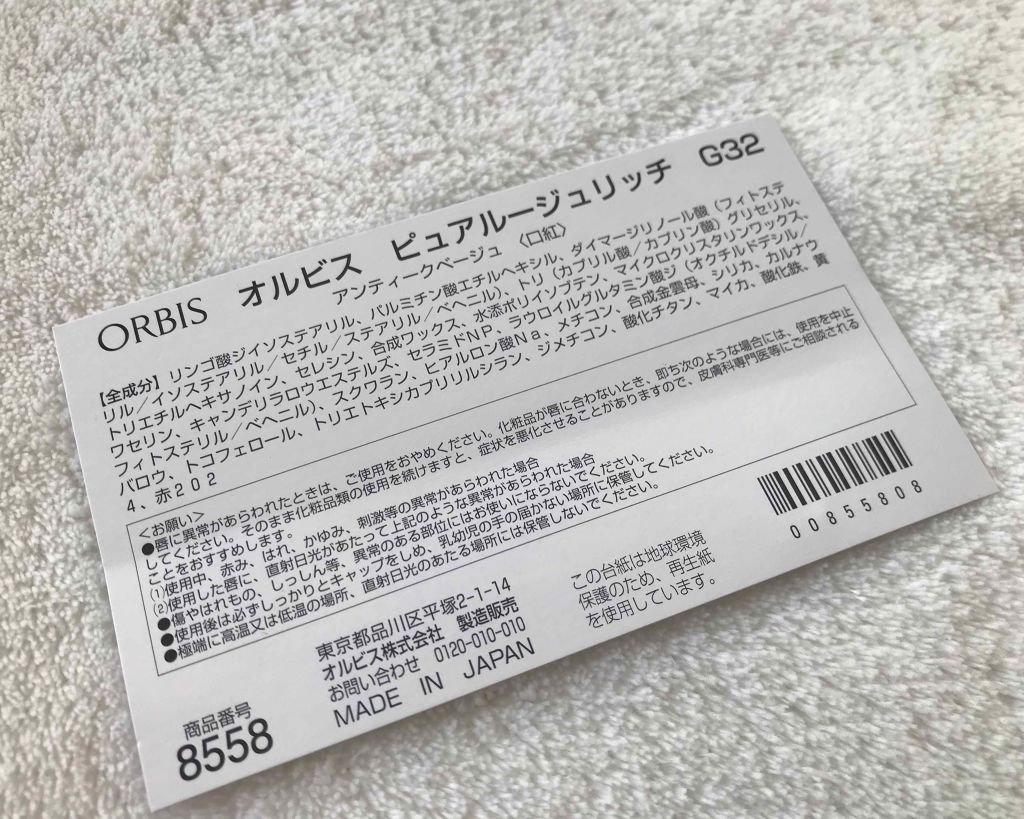 ORBIS オルビス ピュアルージュリッチ G32
アンティークベージュ 〈口紅〉
【全成分】リンゴ酸ジイソステアリル、パルミチン酸エチルヘキシル、ダイマージリノール酸（フィトステ
リル／イソステアリル／セチル／ステアリル／ベヘニル）、トリ（カプリル酸／カプリン酸）グリセリル、
トリエチルヘキサノイン、セレシン、合成ワックス、水添ポリイソブテン、マイクロクリスタリンワックス、
ワセリン、キャンデリラロウエステルズ、セラミドNP、ラウロイルグルタミン酸ジ（オクチルドデシル／
フィトステリル／ベヘニル）、スクワラン、ヒアルロン酸Na、メチコン、合成金雲母、シリカ、カルナウ
バロウ、トコフェロール、トリエトキシカプリリルシラン、ジメチコン、酸化チタン、マイカ、酸化鉄、黄
4、赤202
＜お願い＞
●唇に異常があらわれたときは、ご使用をおやめください。化粧品が唇に合わないとき、即ち次のような場合には、使用を中止
してください。そのまま化粧品類の使用を続けますと、症状を悪化させることがありますので、皮膚科専門医等にご相談される
ことをおすすめします。
(1)使用中、赤み、はれ、かゆみ、刺激等の異常があらわれた場合
(2)使用した唇に、直射日光があたって上記のような異常があらわれた場合
●傷やはれもの、しっしん等、異常のある部位にはお使いにならないでください。
●使用後は必ずしっかりとキャップをしめ、乳幼児の手の届かない場所に保管してください。
●極端に高温又は低温の場所、直射日光のあたる場所には保管しないでください。
00855808
東京都品川区平塚2-1-14
オルビス株式会社 製造販売
お問い合わせ 0120-010-010
MADE IN JAPAN
この台紙は地球環境
保護のため、再生紙
を使用しています。
商品番号
8558